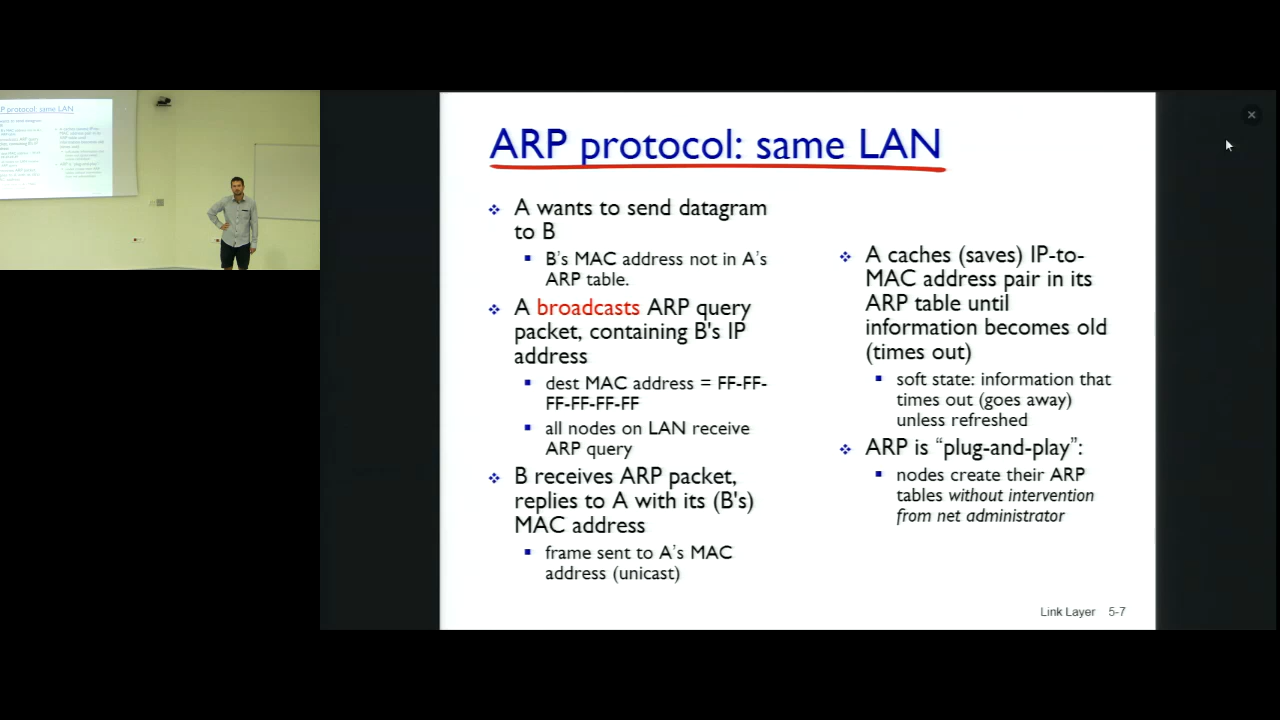 ARP protocol: same LAN
A wants to send datagram
to B
B's MAC address not in A's
ARP table.
A broadcasts ARP query
packet, containing B's IP
address
dest MAC address = FF-FF-
FF-FF-FF-FF
all nodes on LAN receive
ARP query
B receives ARP packet,
replies to A with its (B's)
MAC address
frame sent to A's MAC
address (unicast)
A caches (saves) IP-to-
MAC address pair in its
ARP table until
information becomes old
(times out)
soft state: information that
times out (goes away)
unless refreshed
ARP is “plug-and-play”:
nodes create their ARP
tables without intervention
from net administrator
Link Layer 5-7